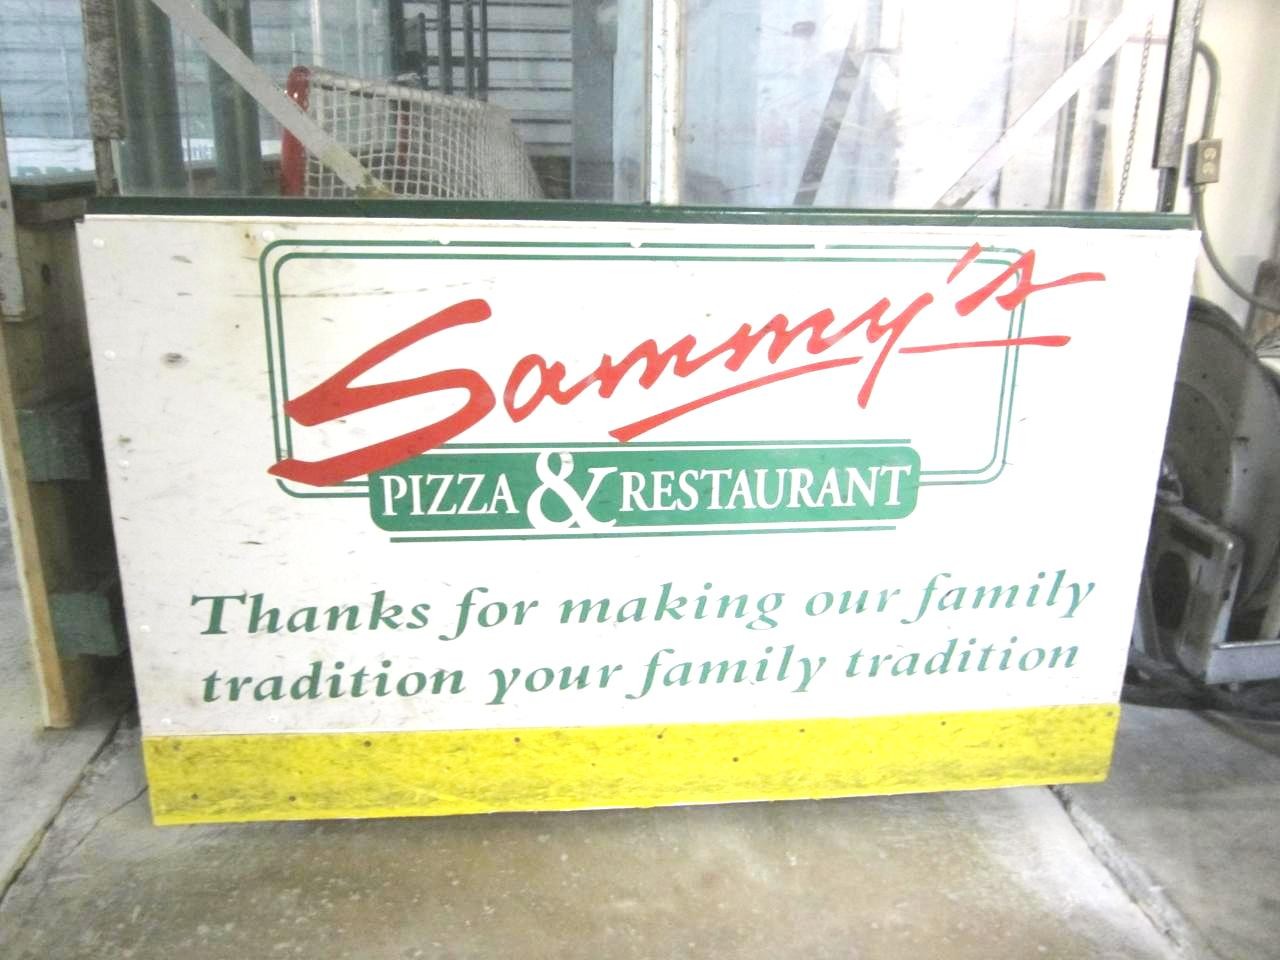 Sammy's
PIZZA & RESTAURANT
Thanks for making our family
tradition your family tradition